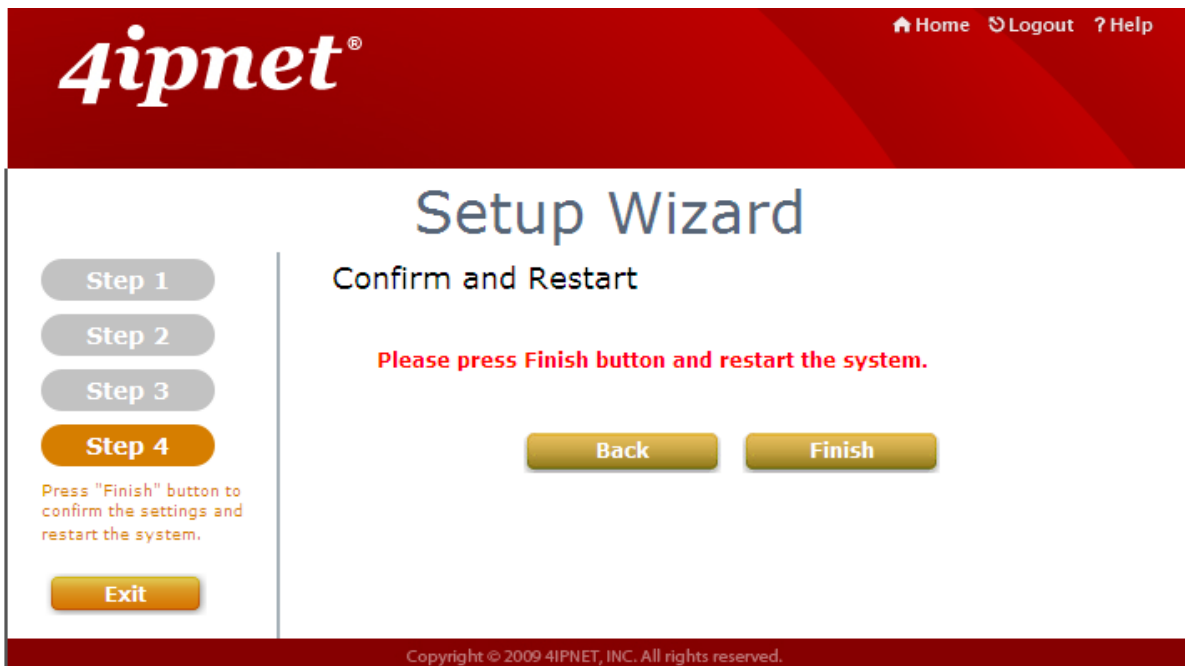 4ipnet®
Home Logout ? Help
Setup Wizard
Step 1
Step 2
Step 3
Step 4
Press "Finish" button to
confirm the settings and
restart the system.
Exit
Confirm and Restart
Please press Finish button and restart the system.
Back Finish
Copyright © 2009 4IPNET, INC. All rights reserved.